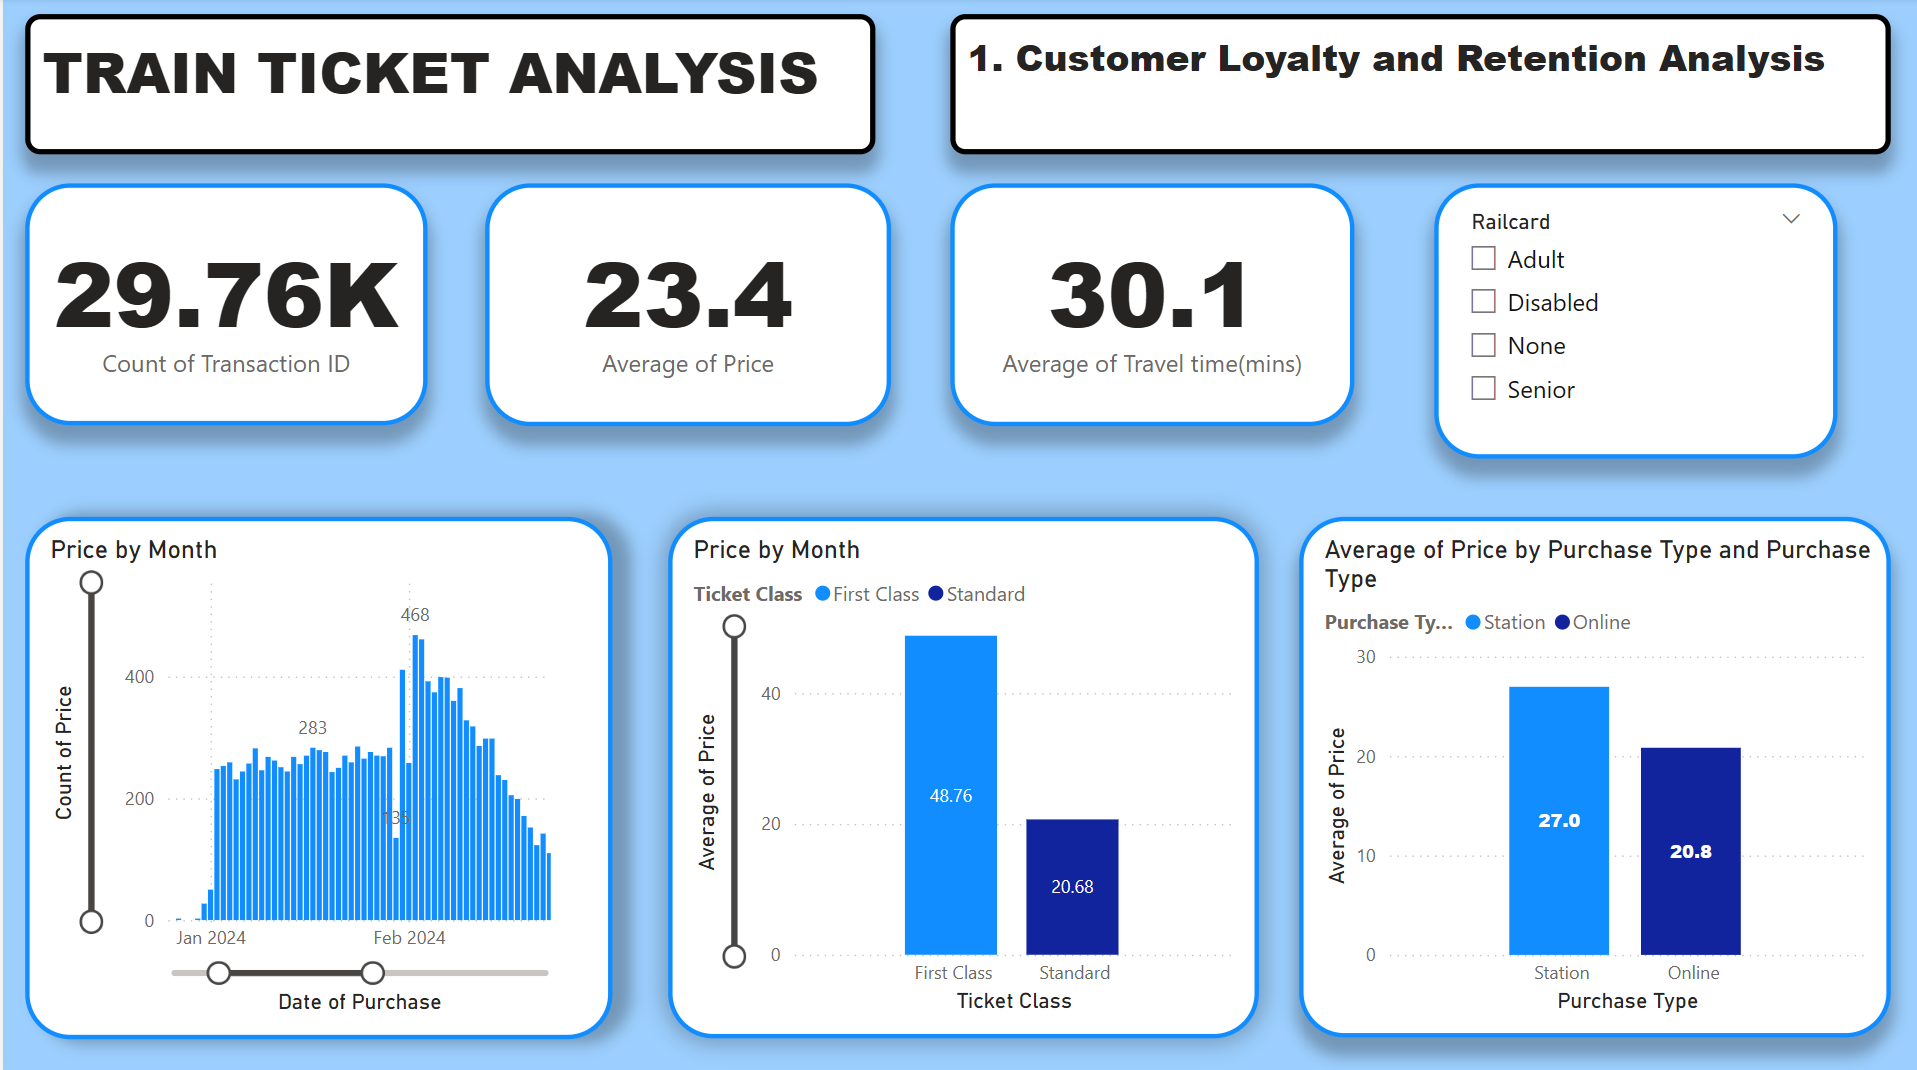 TRAIN TICKET ANALYSIS
1. Customer Loyalty and Retention Analysis
29.76K
Count of Transaction ID
23.4
Average of Price
30.1
Average of Travel time(mins)
Railcard
Adult
Disabled
None
Senior
Price by Month
Count of Price
400
200
0
468
283
135
Jan 2024
Feb 2024
Date of Purchase
Price by Month
Ticket Class
First Class
Standard
Average of Price
40
20
0
48.76
20.68
First Class
Standard
Ticket Class
Average of Price by Purchase Type and Purchase
Type
Purchase Ty...
Station
Online
Average of Price
30
20
10
0
27.0
20.8
Station
Online
Purchase Type